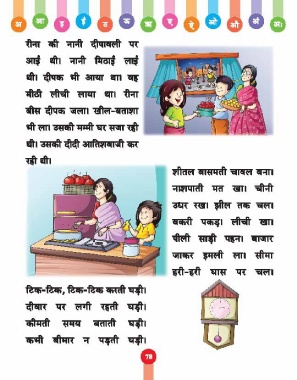 अ आ इ ई उ ऊ ऋ ए ऐ ओ औ अं अः
रीना की नानी दीपावली पर
आई थी। नानी मिठाई लाई
थी। दीपक भी आया था। वह
मीठी लीची लाया था। रीना
बीस दीपक जला। खील-बताशा
भी ला। उसकी मम्मी घर सजा रही
थी। उसकी दीदी आतिशबाजी कर
रही थी।
शीतल बासमती चावल बना।
नाशपाती मत खा। चीनी
उधर रख। झील तक चल।
बकरी पकड़। लीची खा।
पीली साड़ी पहन। बाजार
जाकर इमली ला। सीमा
हरी-हरी घास पर चल।
टिक-टिक, टिक-टिक करती घड़ी।
दीवार पर लगी रहती घड़ी।
कीमती समय बताती घड़ी।
कभी बीमार न पड़ती घड़ी।
78